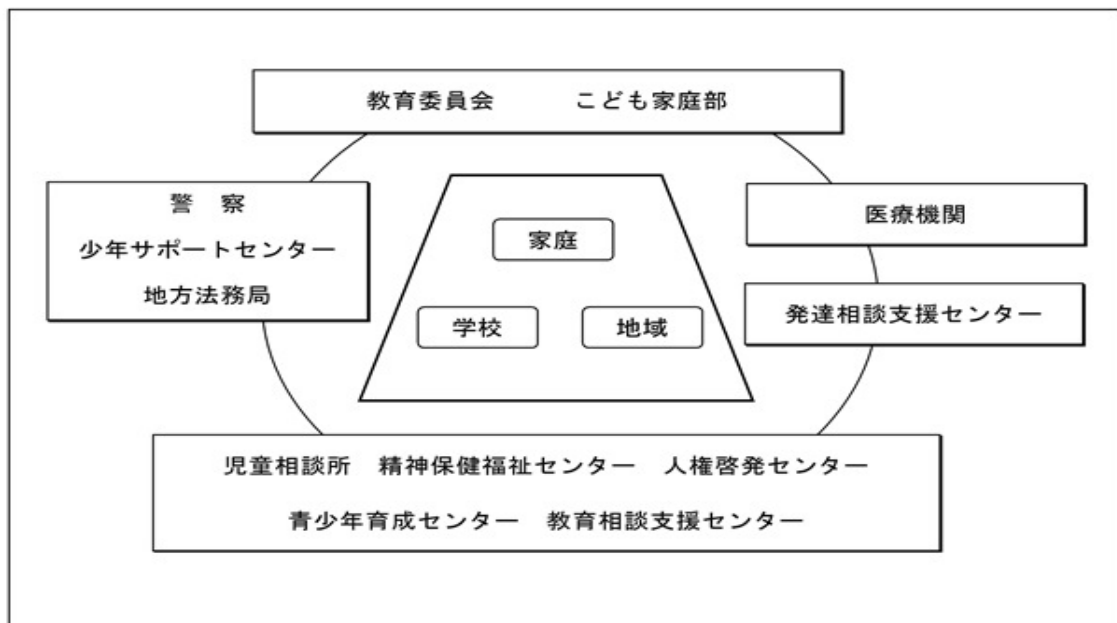 教育委員会　こども家庭部
警　察
少年サポートセンター
地方法務局
家庭
学校
地域
医療機関
発達相談支援センター
児童相談所　精神保健福祉センター　人権啓発センター
青少年育成センター　教育相談支援センター